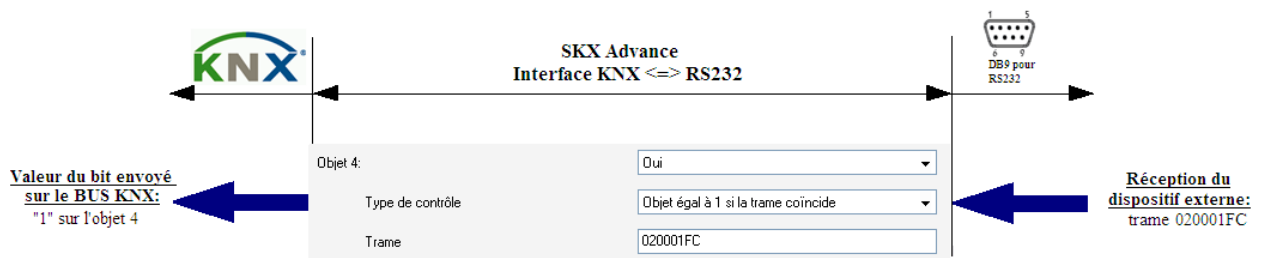 1 5
6 9
DB9 pour
RS232
KNX
SKX Advance
Interface KNX <=> RS232
Valeur du bit envoyé
sur le BUS KNX:
"1" sur l'objet 4
Objet 4:
Oui
Type de contrôle
Objet égal à 1 si la trame coïncide
Trame
020001FC
Réception du
dispositif externe:
trame 020001FC